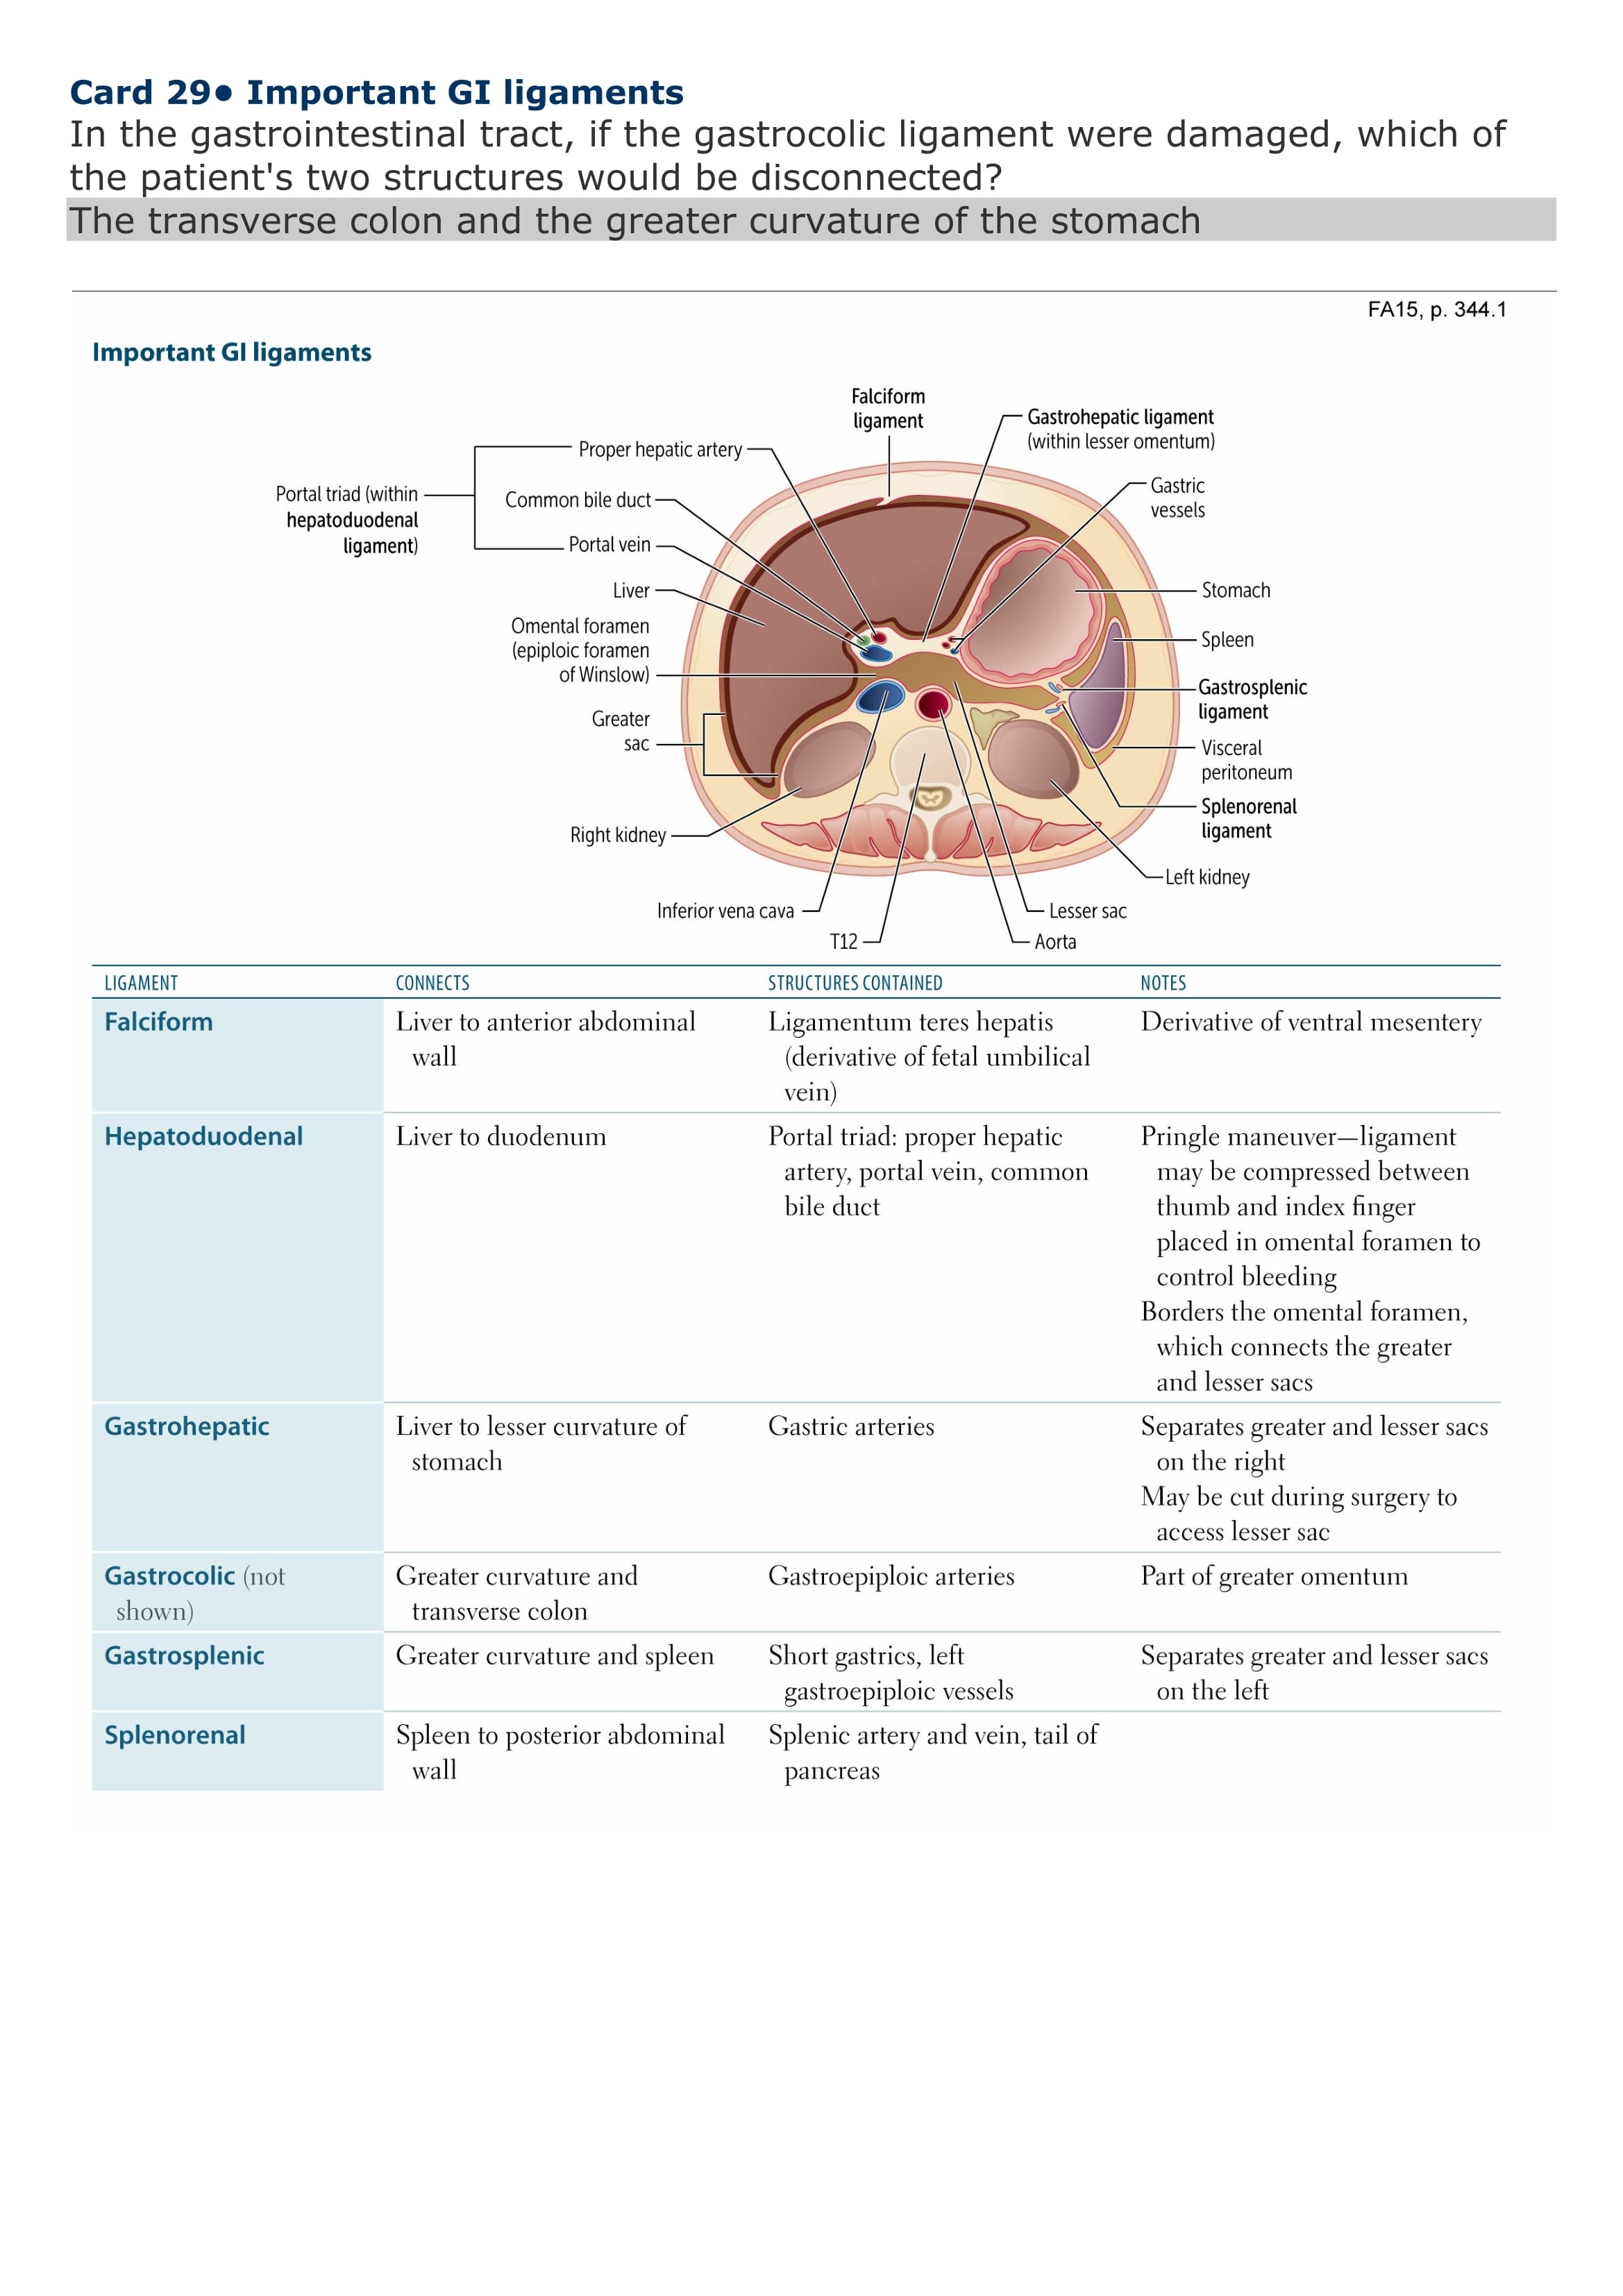 Card 29• Important GI ligaments
In the gastrointestinal tract, if the gastrocolic ligament were damaged, which of
the patient's two structures would be disconnected?
The transverse colon and the greater curvature of the stomach
FA15, p. 344.1
Important GI ligaments
Falciform
ligament
Gastrohepatic ligament
(within lesser omentum)
Proper hepatic artery
Portal triad (within
hepatoduodenal
ligament)
Common bile duct
Gastric
vessels
Portal vein
Liver
Stomach
Omental foramen
(epiploic foramen
of Winslow)
Spleen
Gastrosplenic
ligament
Greater
sac
Visceral
peritoneum
Splenorenal
ligament
Right kidney
Left kidney
Inferior vena cava
Lesser sac
T12
Aorta
LIGAMENT CONNECTS STRUCTURES CONTAINED NOTES
Falciform
Liver to anterior abdominal
wall
Ligamentum teres hepatis
(derivative of fetal umbilical
vein)
Derivative of ventral mesentery
Hepatoduodenal
Liver to duodenum
Portal triad: proper hepatic
artery, portal vein, common
bile duct
Pringle maneuver—ligament
may be compressed between
thumb and index finger
placed in omental foramen to
control bleeding
Borders the omental foramen,
which connects the greater
and lesser sacs
Gastrohepatic
Liver to lesser curvature of
stomach
Gastric arteries
Separates greater and lesser sacs
on the right
May be cut during surgery to
access lesser sac
Gastrocolic (not
shown)
Greater curvature and
transverse colon
Gastroepiploic arteries
Part of greater omentum
Gastrosplenic
Greater curvature and spleen
Short gastrics, left
gastroepiploic vessels
Separates greater and lesser sacs
on the left
Splenorenal
Spleen to posterior abdominal
wall
Splenic artery and vein, tail of
pancreas